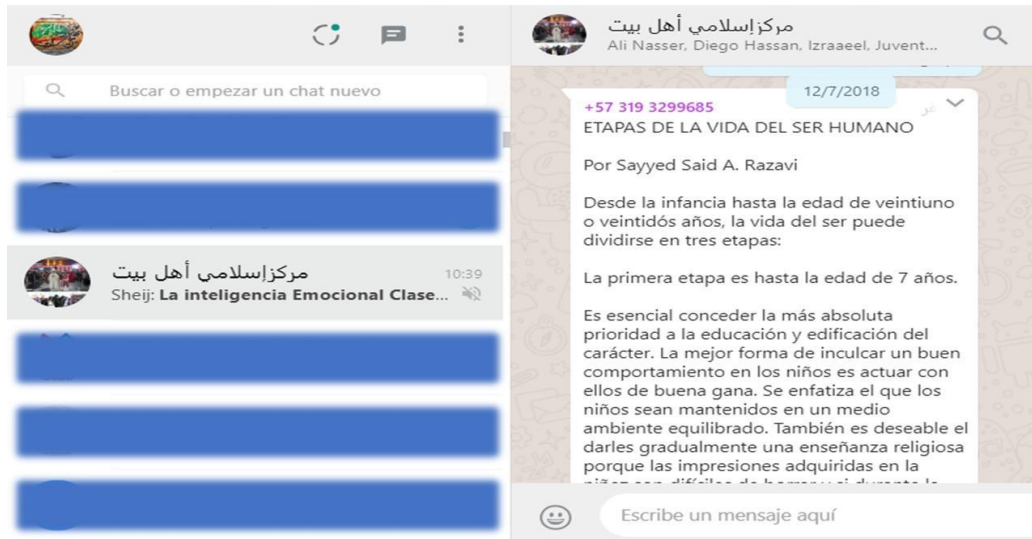 Buscar o empezar un chat nuevo
مركزإسلامي أهل بيت
10:39
Sheij: La inteligencia Emocional Clase...
مركزإسلامي أهل بيت
Ali Nasser, Diego Hassan, Izraaeel, Juvent...
12/7/2018
+57 319 3299685
ETAPAS DE LA VIDA DEL SER HUMANO
Por Sayyed Said A. Razavi
Desde la infancia hasta la edad de veintiuno
o veintidós años, la vida del ser puede
dividirse en tres etapas:
La primera etapa es hasta la edad de 7 años.
Es esencial conceder la más absoluta
prioridad a la educación y edificación del
carácter. La mejor forma de inculcar un buen
comportamiento en los niños es actuar con
ellos de buena gana. Se enfatiza el que los
niños sean mantenidos en un medio
ambiente equilibrado. También es deseable el
darles gradualmente una enseñanza religiosa
porque las impresiones adquiridas en la
Escribe un mensaje aquí